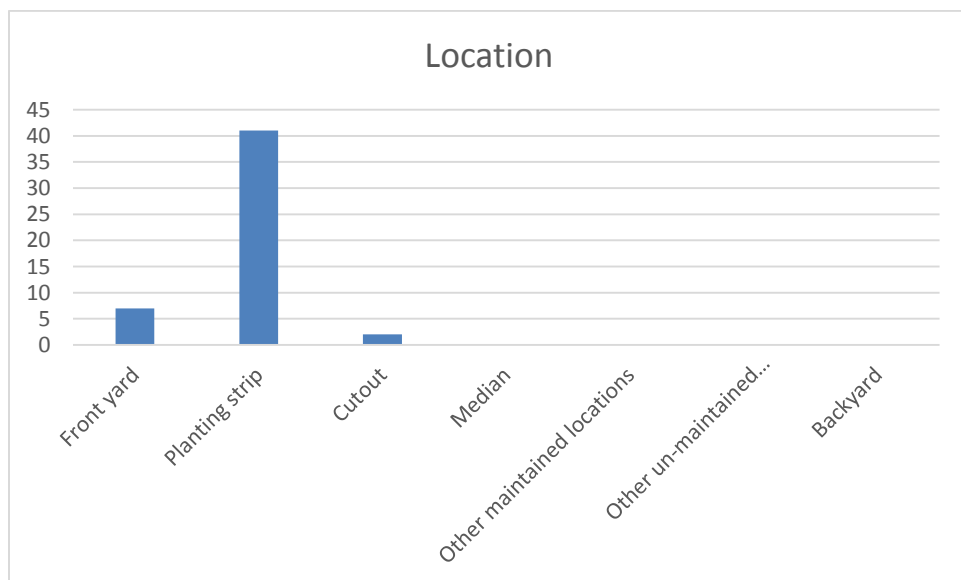 Location
45
40
35
30
25
20
15
10
5
0
Front yard
Planting strip
Cutout
Median
Other maintained locations
Other un-maintained…
Backyard